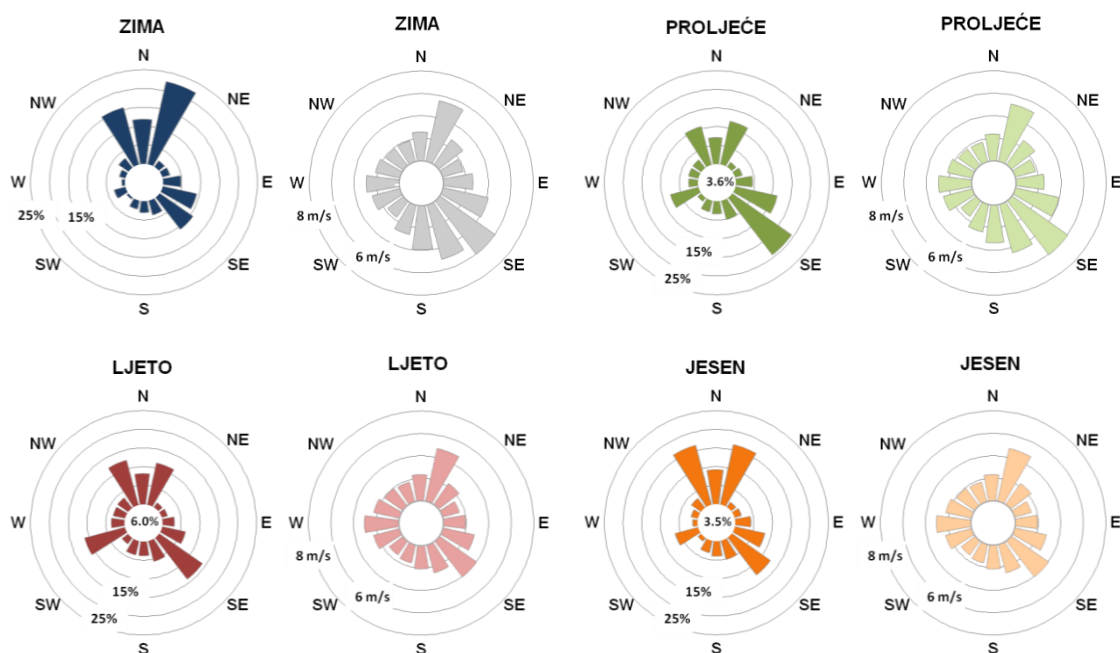 ZIMA
N
NW
NE
W
E
25%
15%
SW
SE
S
ZIMA
N
NW
NE
W
E
8 m/s
6 m/s
SW
SE
S
PROLJEĆE
N
NW
NE
W
3.6%
E
15%
25%
SW
SE
S
PROLJEĆE
N
NW
NE
W
E
8 m/s
6 m/s
SW
SE
S
LJETO
N
NW
NE
W
6.0%
E
15%
25%
SW
SE
S
LJETO
N
NW
NE
W
E
8 m/s
6 m/s
SW
SE
S
JESEN
N
NW
NE
W
3.5%
E
15%
25%
SW
SE
S
JESEN
N
NW
NE
W
E
8 m/s
6 m/s
SW
SE
S